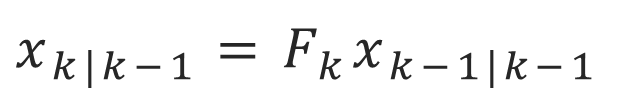 x_{k|k-1} = F_k x_{k-1|k-1}